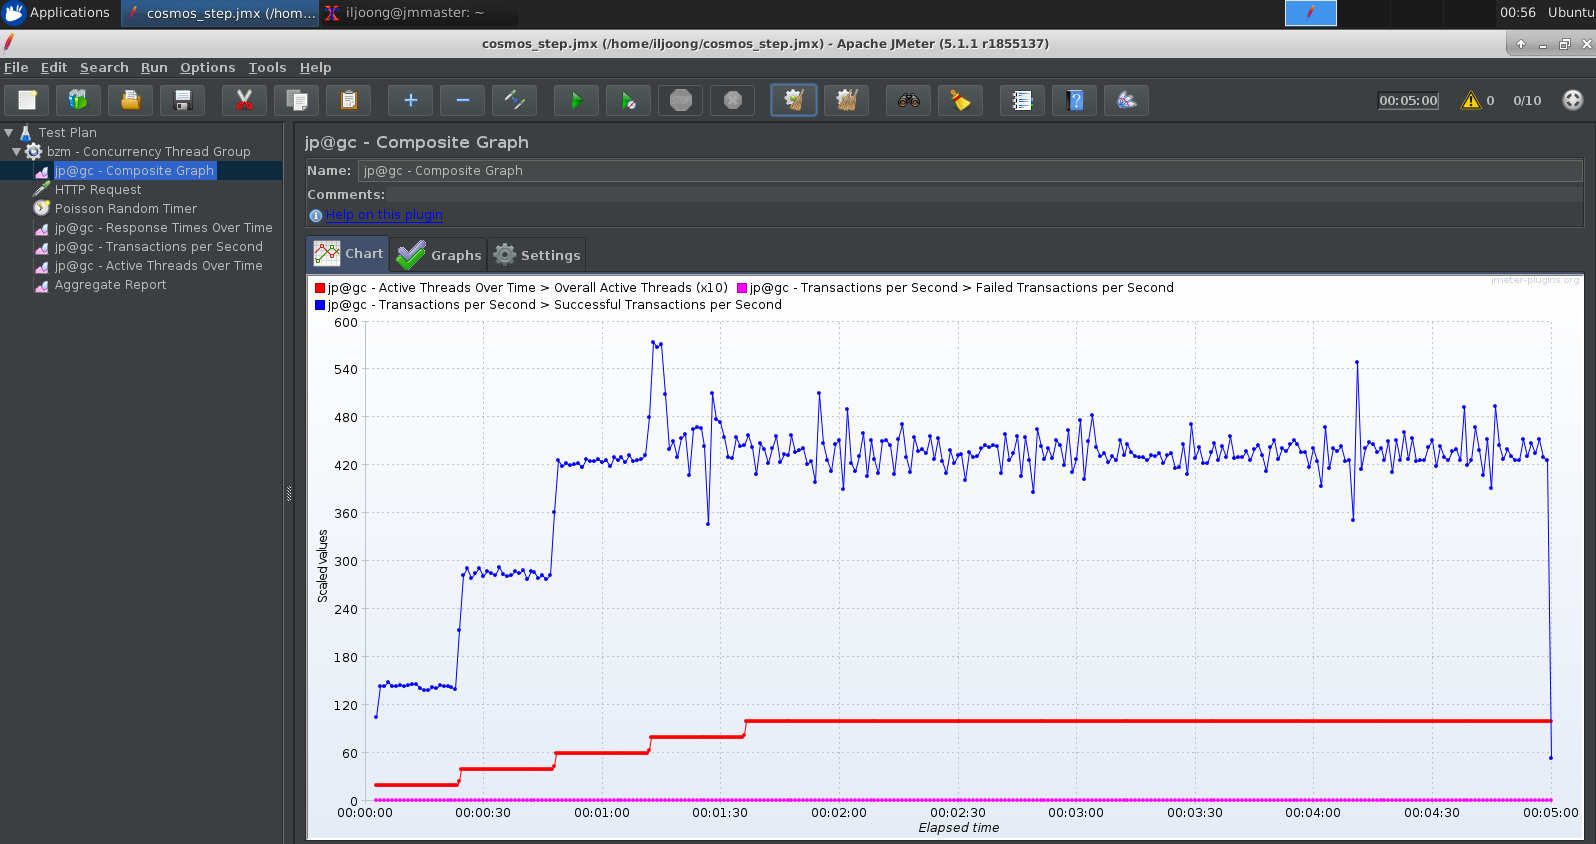 Applications cosmos_step.jmx (/hom... iljoong@jmmaster: ~ 00:56 Ubuntu
cosmos_step.jmx (/home/iljoong/cosmos_step.jmx) - Apache JMeter (5.1.1 r1855137)
File Edit Search Run Options Tools Help
STOP 00:05:00 0 0/10
Test Plan
bzm - Concurrency Thread Group
jp@gc - Composite Graph
HTTP Request
Poisson Random Timer
jp@gc - Response Times Over Time
jp@gc - Transactions per Second
jp@gc - Active Threads Over Time
Aggregate Report
jp@gc - Composite Graph
Name: jp@gc - Composite Graph
Comments:
Help on this plugin
Chart Graphs Settings
jmeter-plugins.org
jp@gc - Active Threads Over Time > Overall Active Threads (x10) jp@gc - Transactions per Second > Failed Transactions per Second
jp@gc - Transactions per Second > Successful Transactions per Second
600
540
480
420
360
300
240
180
120
60
0
Scaled values
00:00:00 00:00:30 00:01:00 00:01:30 00:02:00 00:02:30 00:03:00 00:03:30 00:04:00 00:04:30 00:05:00
Elapsed time